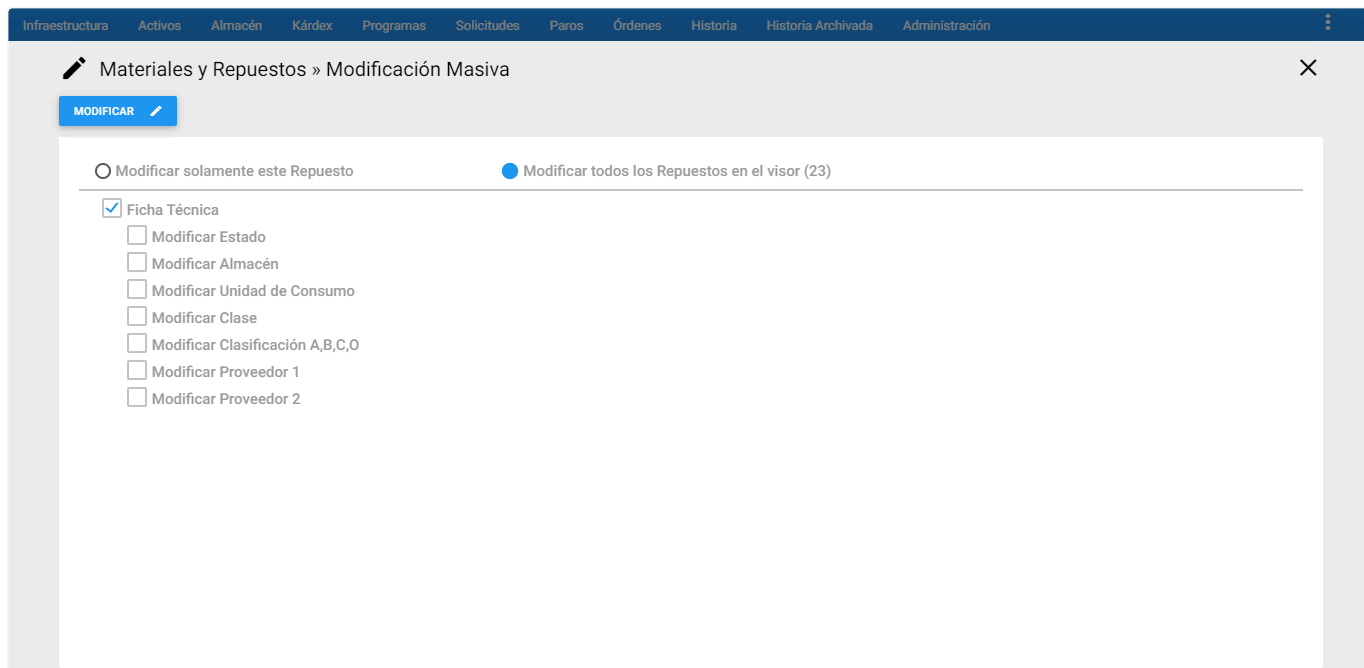 Infraestructura Activos Almacén Kárdex Programas Solicitudes Paros Órdenes Historia Historia Archivada Administración
Materiales y Repuestos » Modificación Masiva
MODIFICAR
Modificar solamente este Repuesto Modificar todos los Repuestos en el visor (23)
Ficha Técnica
Modificar Estado
Modificar Almacén
Modificar Unidad de Consumo
Modificar Clase
Modificar Clasificación A,B,C,O
Modificar Proveedor 1
Modificar Proveedor 2